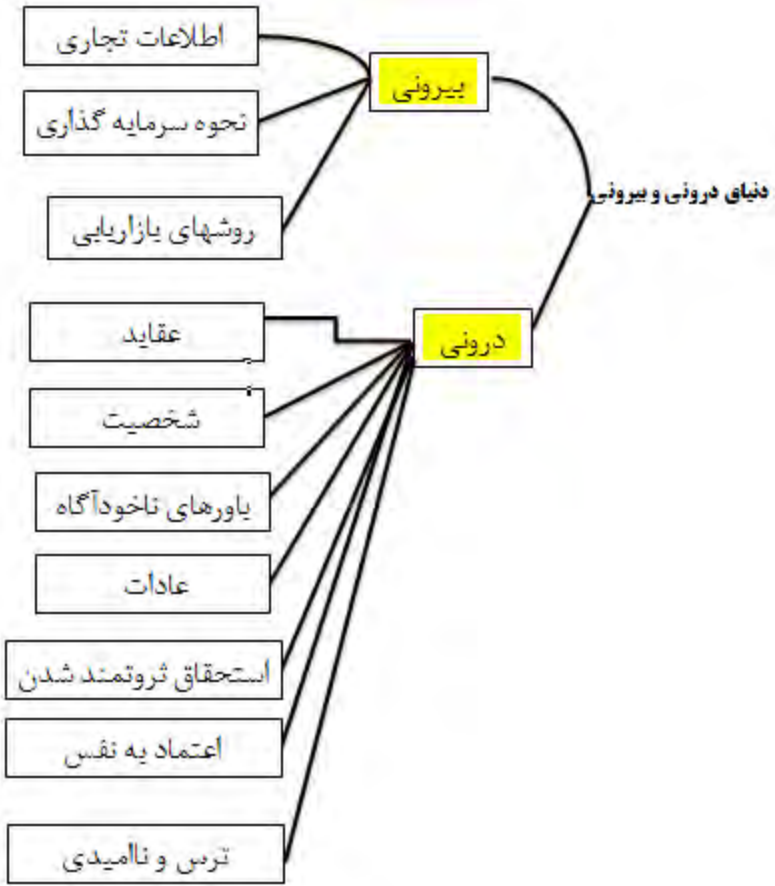 دنیای درونی و بیرونی
بیرونی
اطلاعات تجاری
نحوه سرمایه گذاری
روشهای بازاریابی
درونی
عقاید
شخصیت
باورهای ناخودآگاه
عادات
استحقاق ثروتمند شدن
اعتماد به نفس
ترس و ناامیدی